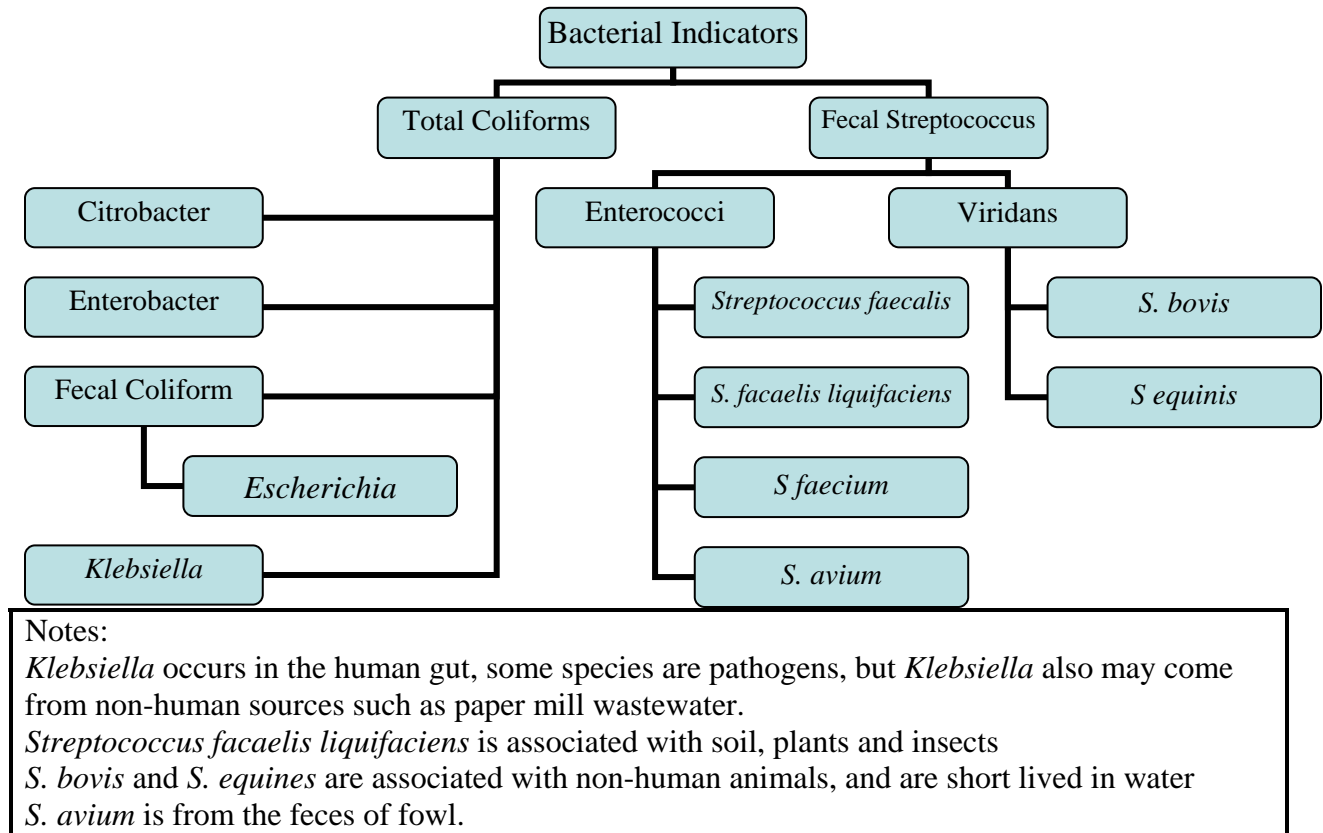 Bacterial Indicators
Total Coliforms
Fecal Streptococcus
Citrobacter
Enterobacter
Fecal Coliform
Escherichia
Klebsiella
Enterococci
Streptococcus faecalis
S. facaelis liquifaciens
S faecium
S. avium
Viridans
S. bovis
S equinis
Notes:
Klebsiella occurs in the human gut, some species are pathogens, but Klebsiella also may come
from non-human sources such as paper mill wastewater.
Streptococcus facaelis liquifaciens is associated with soil, plants and insects
S. bovis and S. equines are associated with non-human animals, and are short lived in water
S. avium is from the feces of fowl.